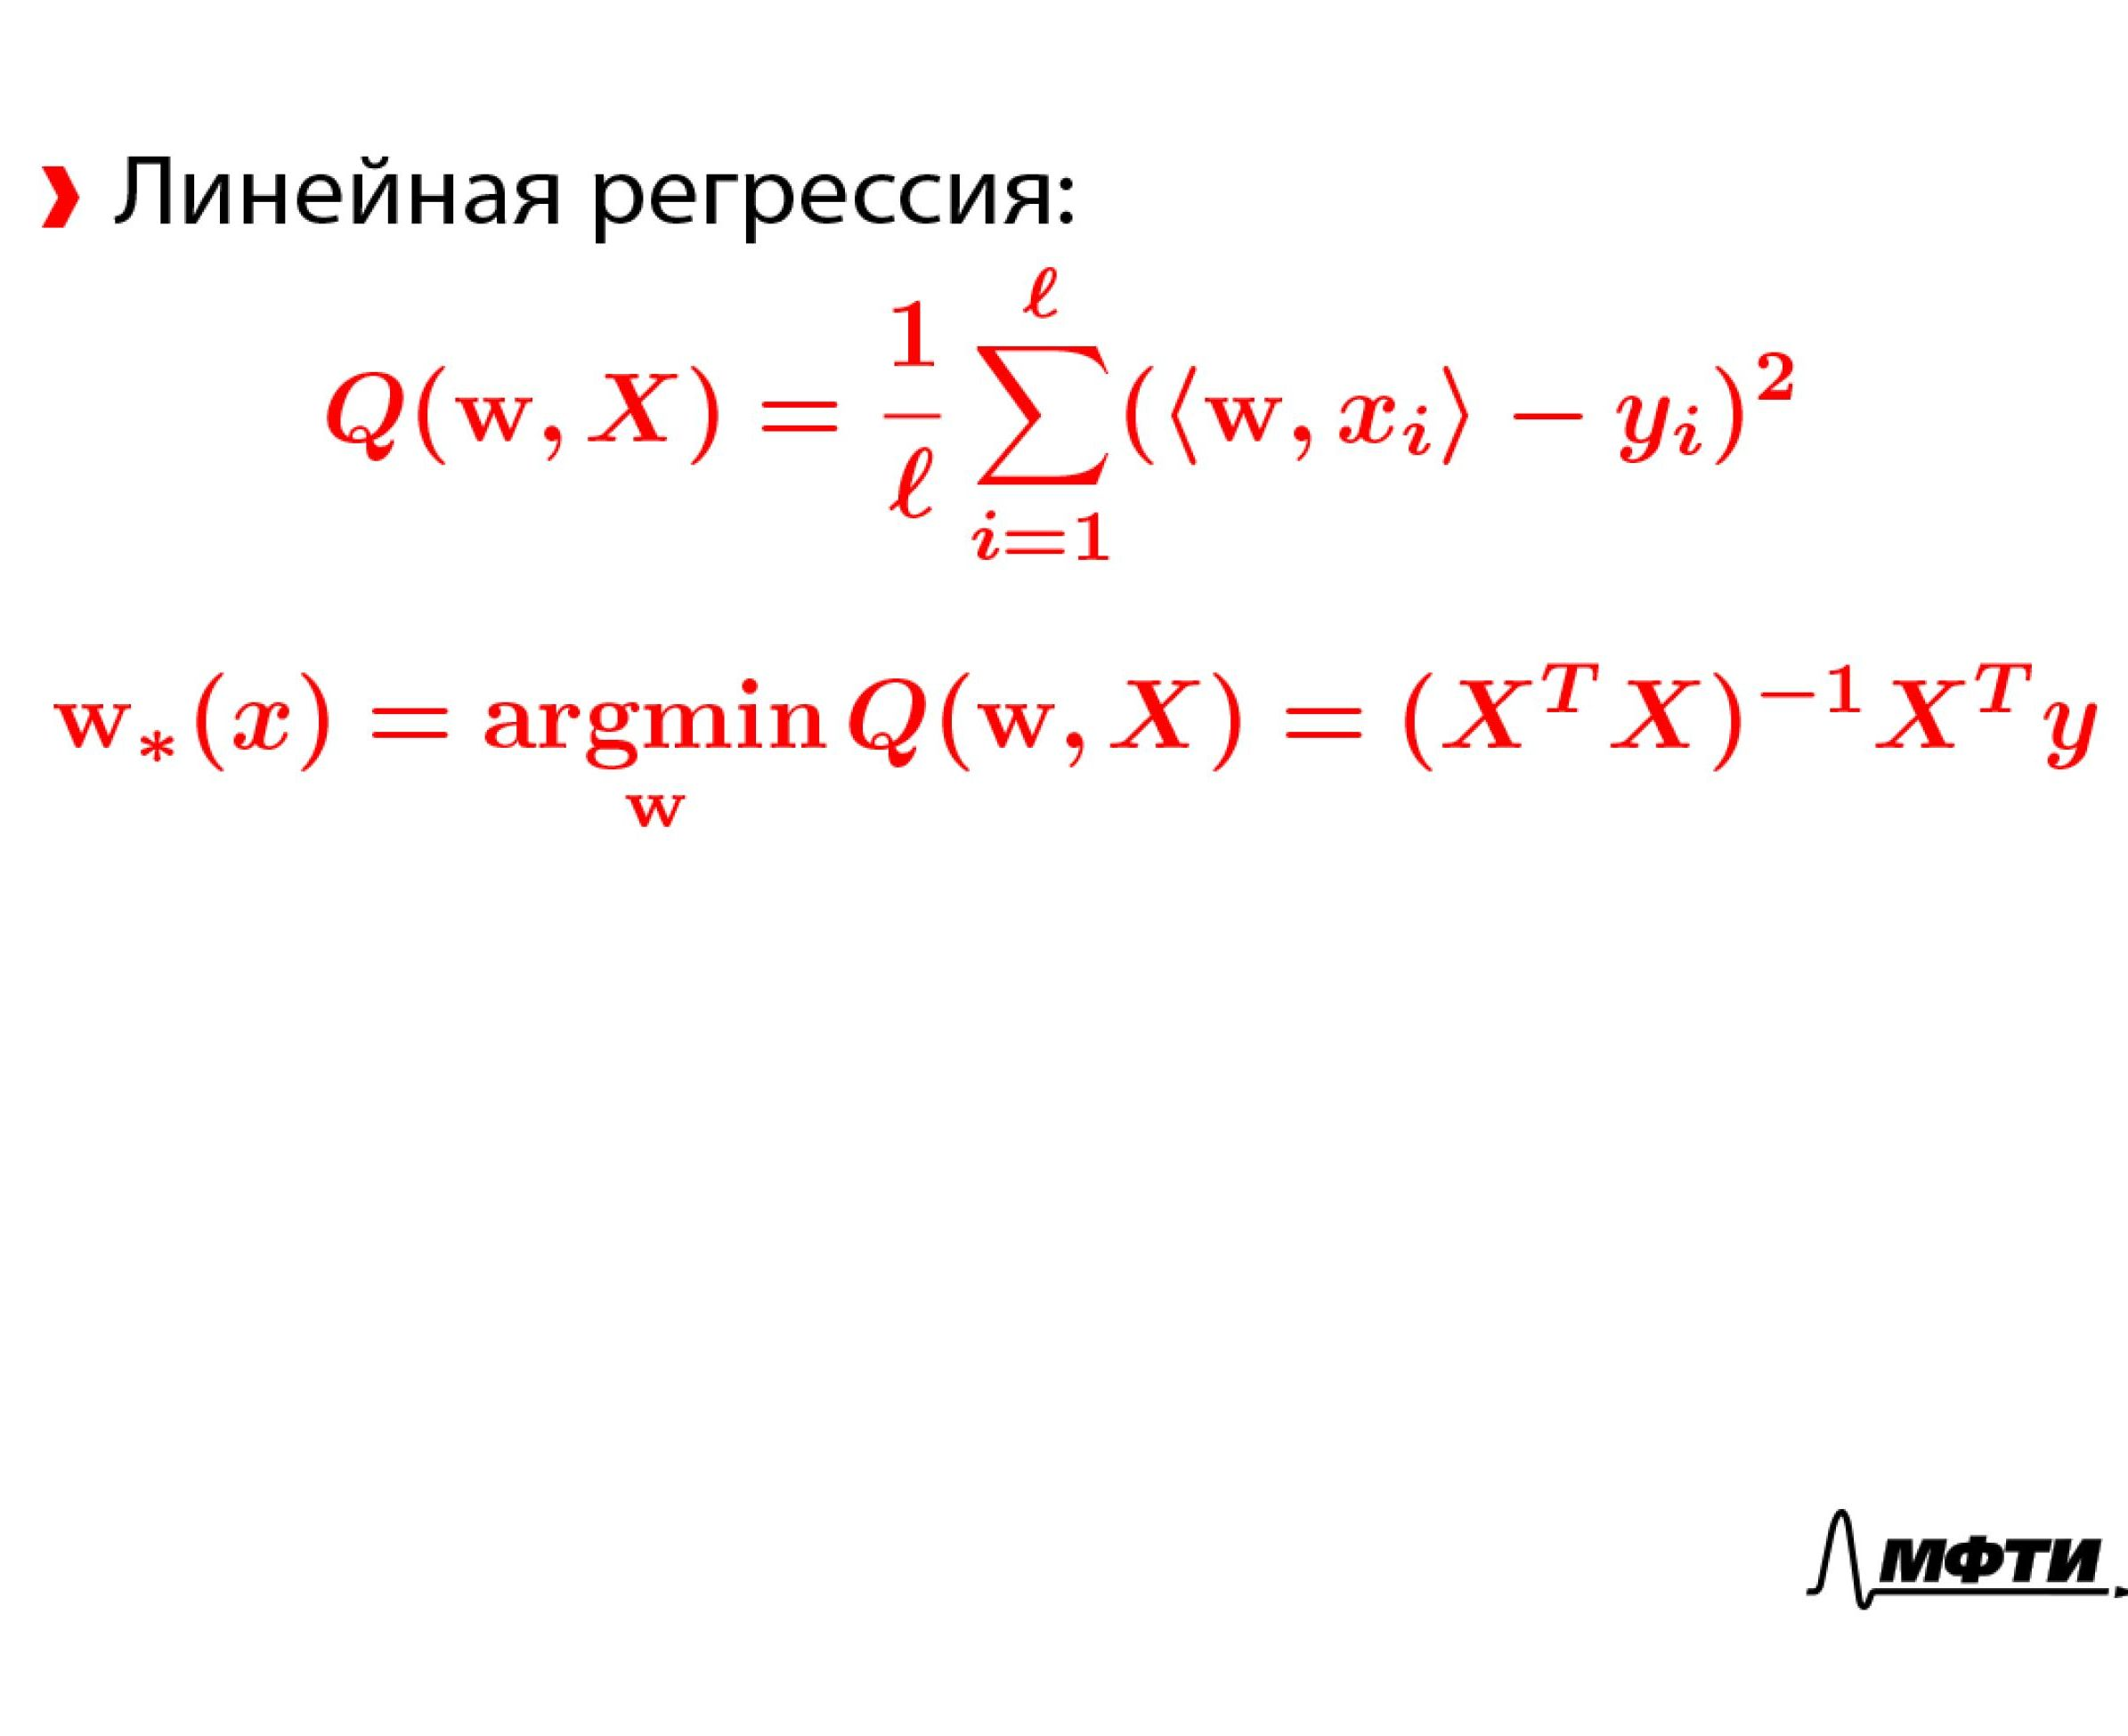 ❯ Линейная регрессия:
Q(w, X) = 1/ℓ ∑_{i=1}^{ℓ} (⟨w, x_i⟩ − y_i)²
w_*(x) = argmin_w Q(w, X) = (X^T X)^{−1} X^T y
МФТИ